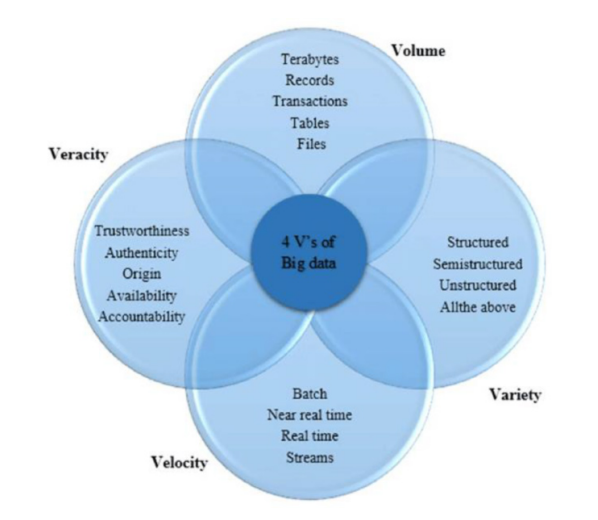 Volume
Terabytes
Records
Transactions
Tables
Files
Veracity
Trustworthiness
Authenticity
Origin
Availability
Accountability
4 V's of
Big data
Structured
Semistructured
Unstructured
Allthe above
Variety
Batch
Near real time
Real time
Streams
Velocity